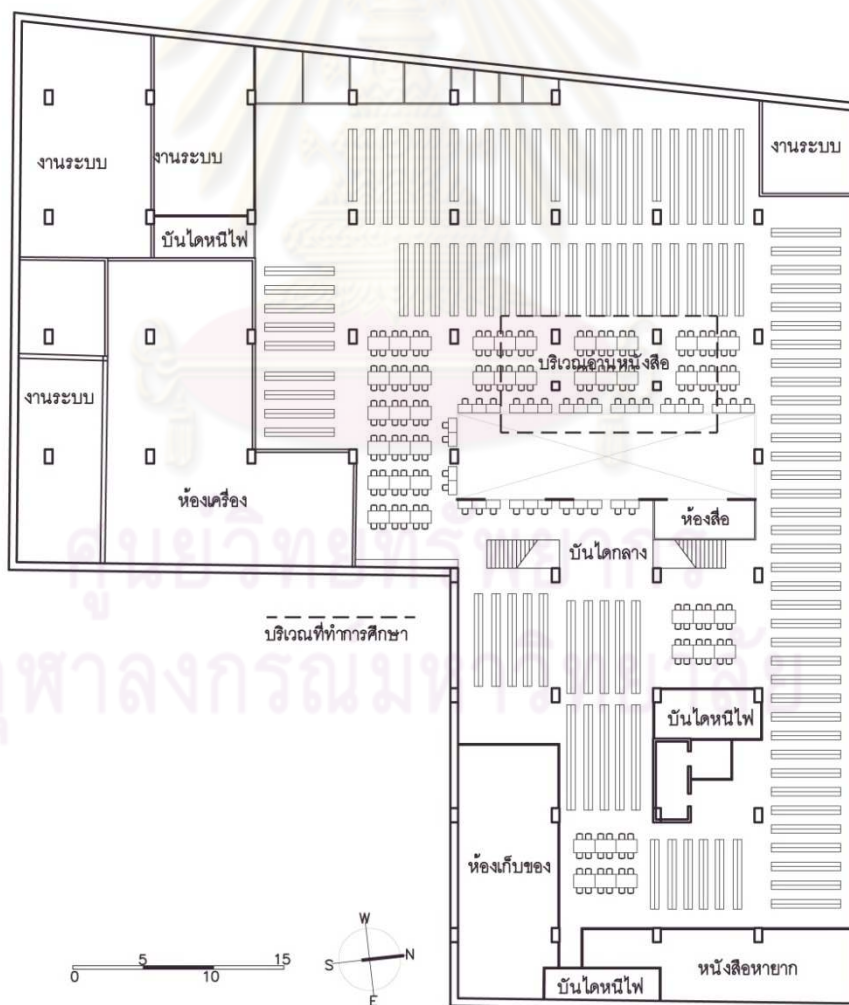 งานระบบ
งานระบบ
งานระบบ
บันไดหนีไฟ
บริเวณอ่านหนังสือ
งานระบบ
ห้องเครื่อง
ห้องสื่อ
บันไดกลาง
ศูนย์วิทยทรัพยากร
บริเวณที่ทำการศึกษา
จุฬาลงกรณ์มหาวิทยาลัย
บันไดหนีไฟ
ห้องเก็บของ
W
N
S
E
0 5 10 15
หนังสือหายาก
บันไดหนีไฟ